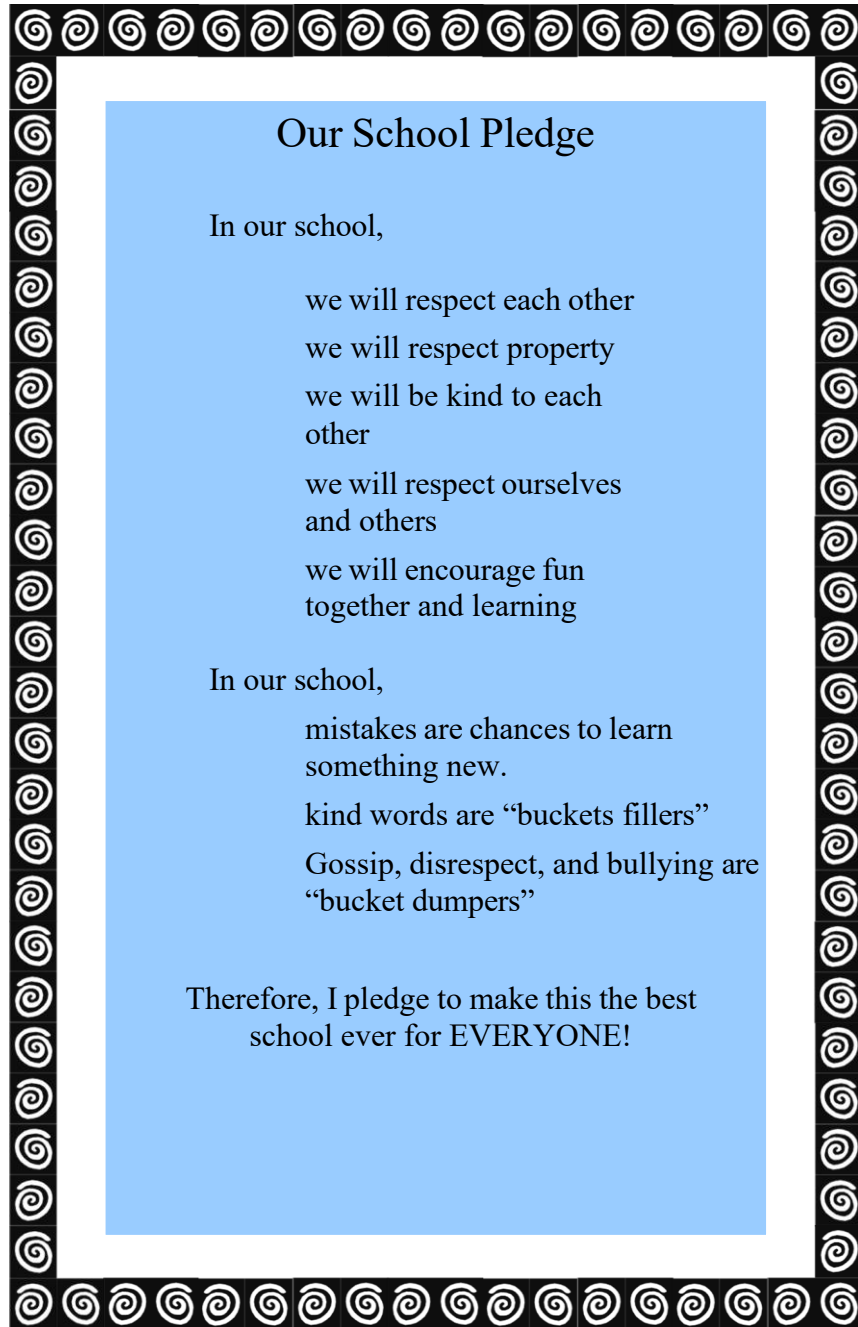 Our School Pledge
In our school,
we will respect each other
we will respect property
we will be kind to each
other
we will respect ourselves
and others
we will encourage fun
together and learning
In our school,
mistakes are chances to learn
something new.
kind words are “buckets fillers”
Gossip, disrespect, and bullying are
“bucket dumpers”
Therefore, I pledge to make this the best
school ever for EVERYONE!